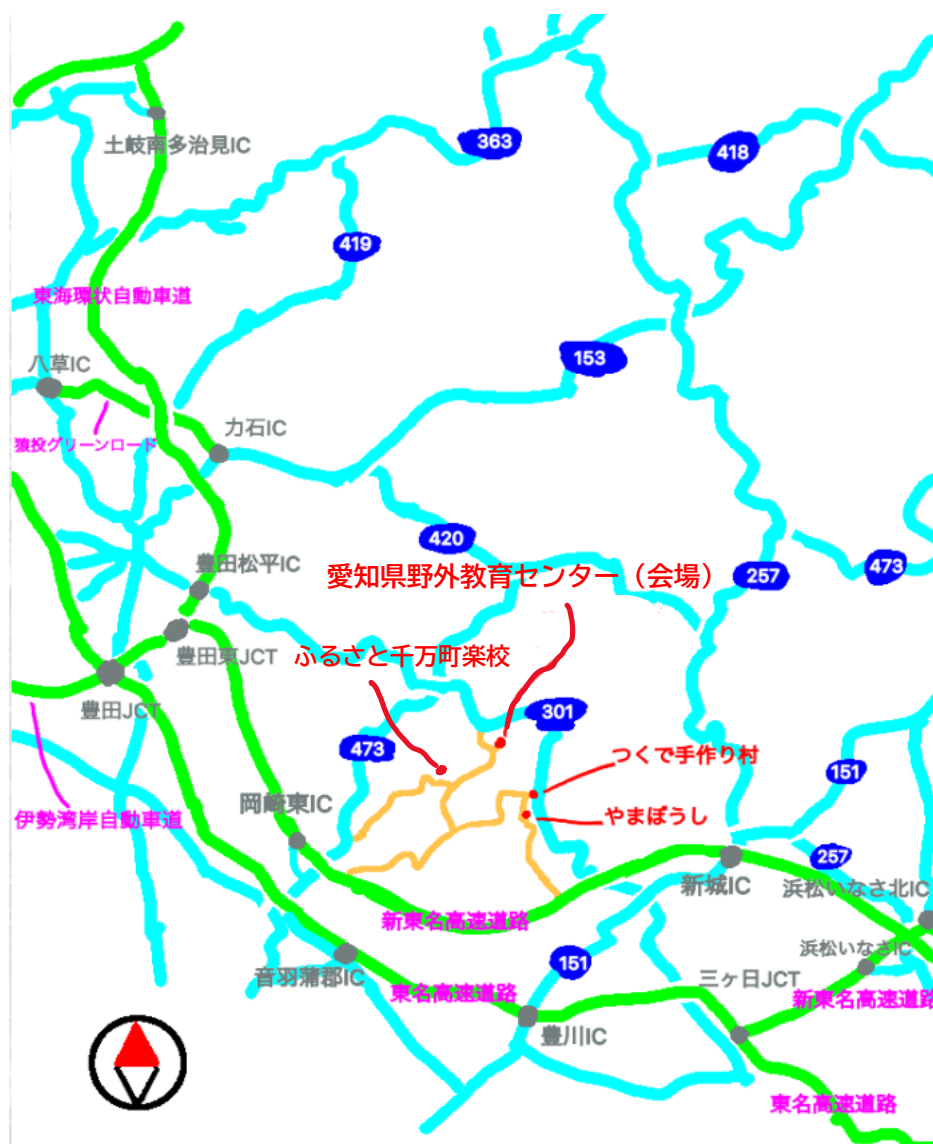 土岐南多治見IC
363
418
419
東海環状自動車道
八草IC
153
猿投グリーンロード
力石IC
420
豊田松平IC
愛知県野外教育センター（会場）
257
473
豊田東JCT
ふるさと千万町楽校
豊田JCT
301
473
つくで手作り村
151
岡崎東IC
やまぼうし
伊勢湾岸自動車道
257
新城IC
浜松いなさ北IC
新東名高速道路
浜松いなさIC
151
音羽蒲郡IC
東名高速道路
三ヶ日JCT
新東名高速道路
豊川IC
東名高速道路